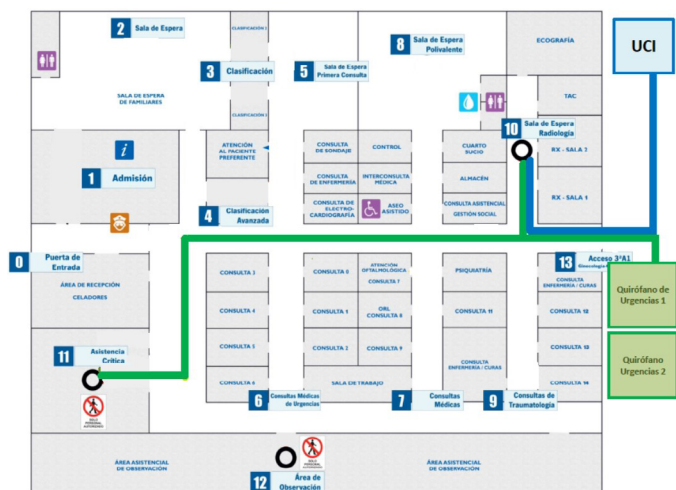 2
Sala de Espera
CLASIFICACIÓN
3
Clasificación
5
Sala de Espera
Primera Consulta
8
Sala de Espera
Polivalente
ECOGRAFÍA
UCI
SALA DE ESPERA
DE FAMILIARES
CLASIFICACIÓN
TAC
10
Sala de Espera
Radiología
i
1
Admisión
ATENCIÓN
AL PACIENTE
PREFERENTE
CONSULTA
DE SONDAJE
CONTROL
CUARTO
SUCIO
RX - SALA 2
CONSULTA
DE ENFERMERÍA
INTERCONSULTA
MÉDICA
ALMACÉN
RX - SALA 1
4
Clasificación
Avanzada
CONSULTA DE
ELECTRO-
CARDIOGRAFÍA
ASEO
ASISTIDO
CONSULTA ASISTENCIAL
GESTIÓN SOCIAL
0
Puerta de
Entrada
13
Acceso 3ªA1
ÁREA DE RECEPCIÓN
CELADORES
CONSULTA 3
CONSULTA 0
ATENCIÓN
OFTALMOLÓGICA
CONSULTA 7
PSIQUIATRÍA
CONSULTA
ENFERMERÍA / CURAS
Quirófano de
Urgencias 1
CONSULTA 4
CONSULTA 1
ORL
CONSULTA 8
CONSULTA 11
CONSULTA 12
11
Asistencia
Crítica
CONSULTA 5
CONSULTA 2
CONSULTA 9
CONSULTA
ENFERMERÍA / CURAS
CONSULTA 13
Quirófano
Urgencias 2
CONSULTA 6
SALA DE TRABAJO
CONSULTA 14
6
Consultas Médicas
de Urgencias
7
Consultas
Médicas
9
Consultas de
Traumatología
SOLO
PERSONAL
AUTORIZADO
ÁREA ASISTENCIAL
DE OBSERVACIÓN
SOLO
PERSONAL
AUTORIZADO
ÁREA ASISTENCIAL
DE OBSERVACIÓN
12
Área de
Observación